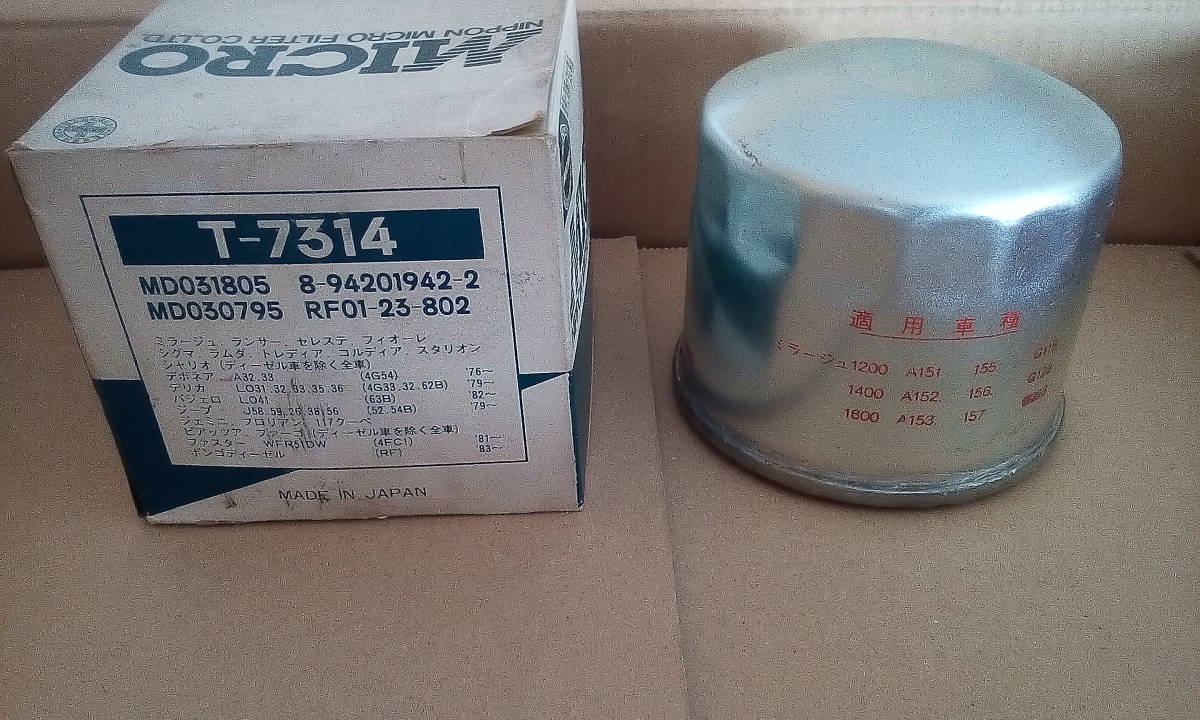 MICRO
NIPPON MICRO FILTER CO.,LTD.
T-7314
MD031805 8-94201942-2
MD030795 RF01-23-802
ミラージュ. ランサー. セレステ. フィオーレ
シグマ. ラムダ. トレディア. コルディア. スタリオン
シャリオ (ディーゼル車を除く全車)
デボネア A32.33 (4G54) '76~
デリカ L031.32.33.35.36 (4G33.32.62B) '79~
パジェロ L041 (63B) '82~
ジープ J58.59.26.38.56 (52.54B) '79~
ジェミニ. フロリアン. 117クーペ
ピアッツァ. ファーゴ (ディーゼル車を除く全車)
ファスター WFR51DW (4FC1) '81~
ボンゴディーゼル (RF) '83~
MADE IN JAPAN
適用車種
ミラージュ1200 A151 155.
1400 A152. 156.
1600 A153. 157